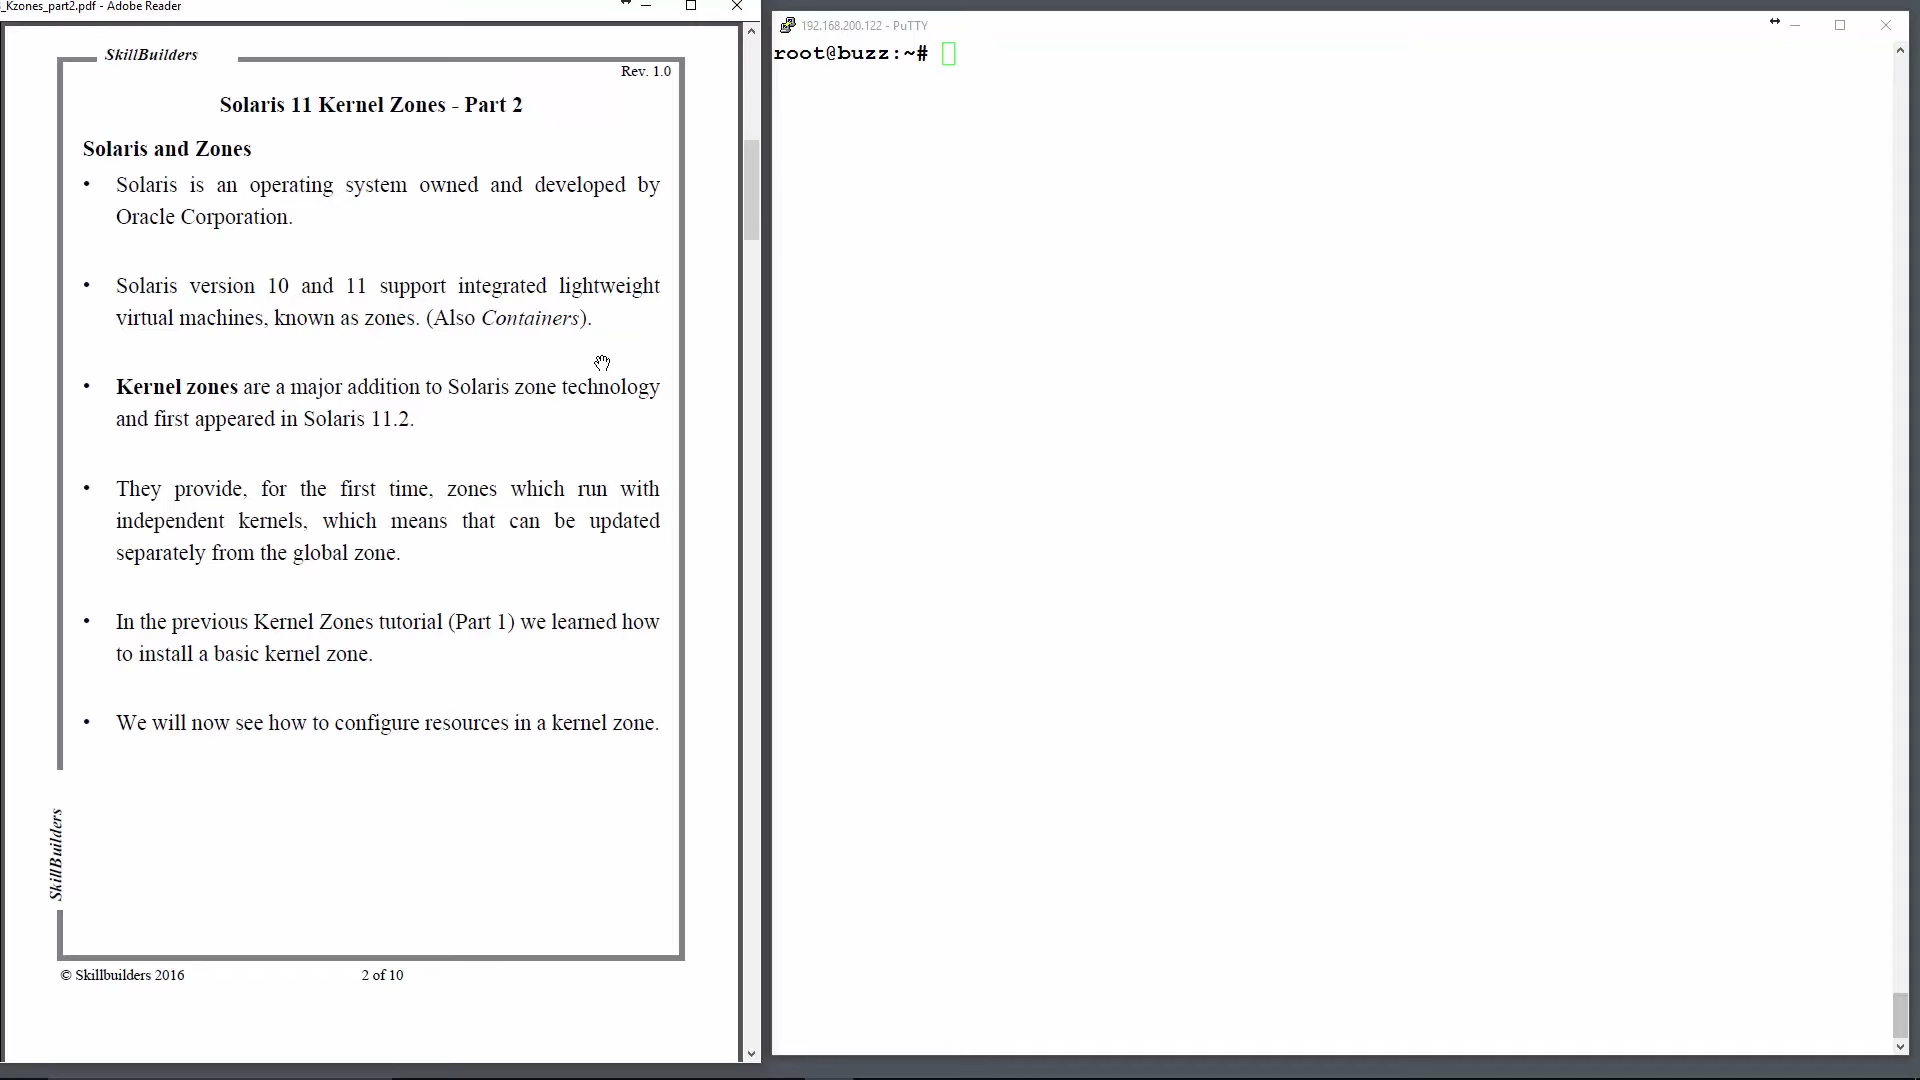 _Kzones_part2.pdf - Adobe Reader
SkillBuilders
Rev. 1.0
Solaris 11 Kernel Zones - Part 2
Solaris and Zones
• Solaris is an operating system owned and developed by
Oracle Corporation.
• Solaris version 10 and 11 support integrated lightweight
virtual machines, known as zones. (Also Containers).
• Kernel zones are a major addition to Solaris zone technology
and first appeared in Solaris 11.2.
• They provide, for the first time, zones which run with
independent kernels, which means that can be updated
separately from the global zone.
• In the previous Kernel Zones tutorial (Part 1) we learned how
to install a basic kernel zone.
• We will now see how to configure resources in a kernel zone.
SkillBuilders
© Skillbuilders 2016
2 of 10
192.168.200.122 - PuTTY
root@buzz:~#